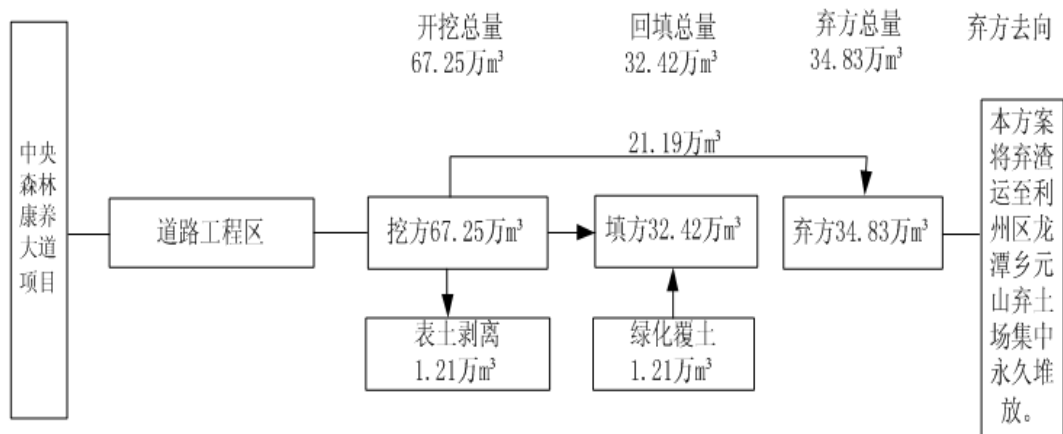 开挖总量
67.25万m³
回填总量
32.42万m³
弃方总量
34.83万m³
弃方去向
中央
森林
康养
大道
项目
道路工程区
挖方67.25万m³
21.19万m³
填方32.42万m³
弃方34.83万m³
表土剥离
1.21万m³
绿化覆土
1.21万m³
本方案
将弃渣
运至利
州区龙
潭乡元
山弃土
场集中
永久堆
放。